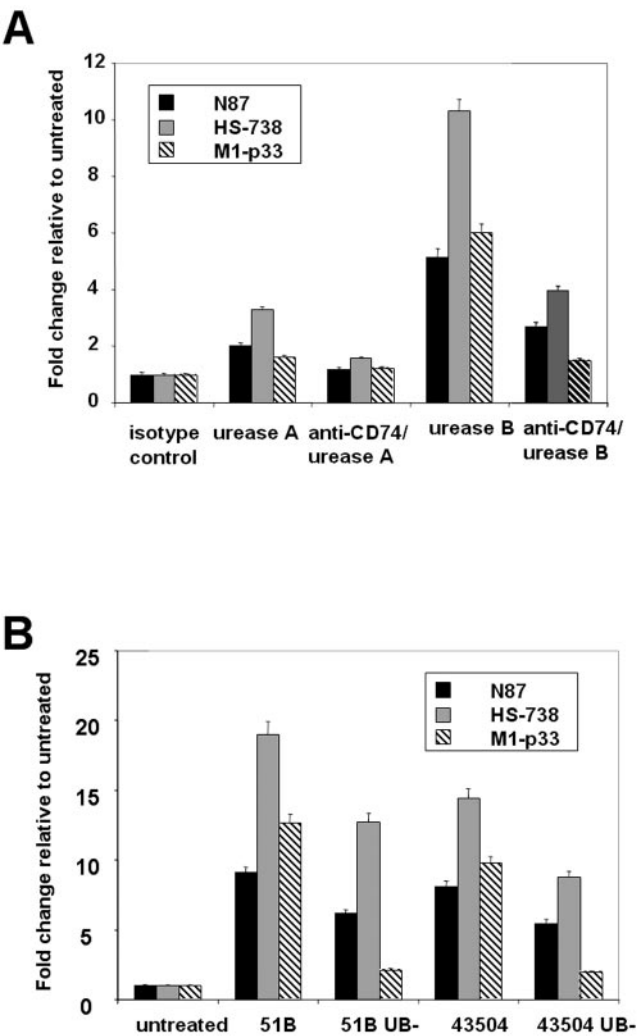 A
Fold change relative to untreated
12
10
8
6
4
2
0
N87
HS-738
M1-p33
isotype control
urease A
anti-CD74/ urease A
urease B
anti-CD74/ urease B
B
Fold change relative to untreated
25
20
15
10
5
0
N87
HS-738
M1-p33
untreated
51B
51B UB-
43504
43504 UB-